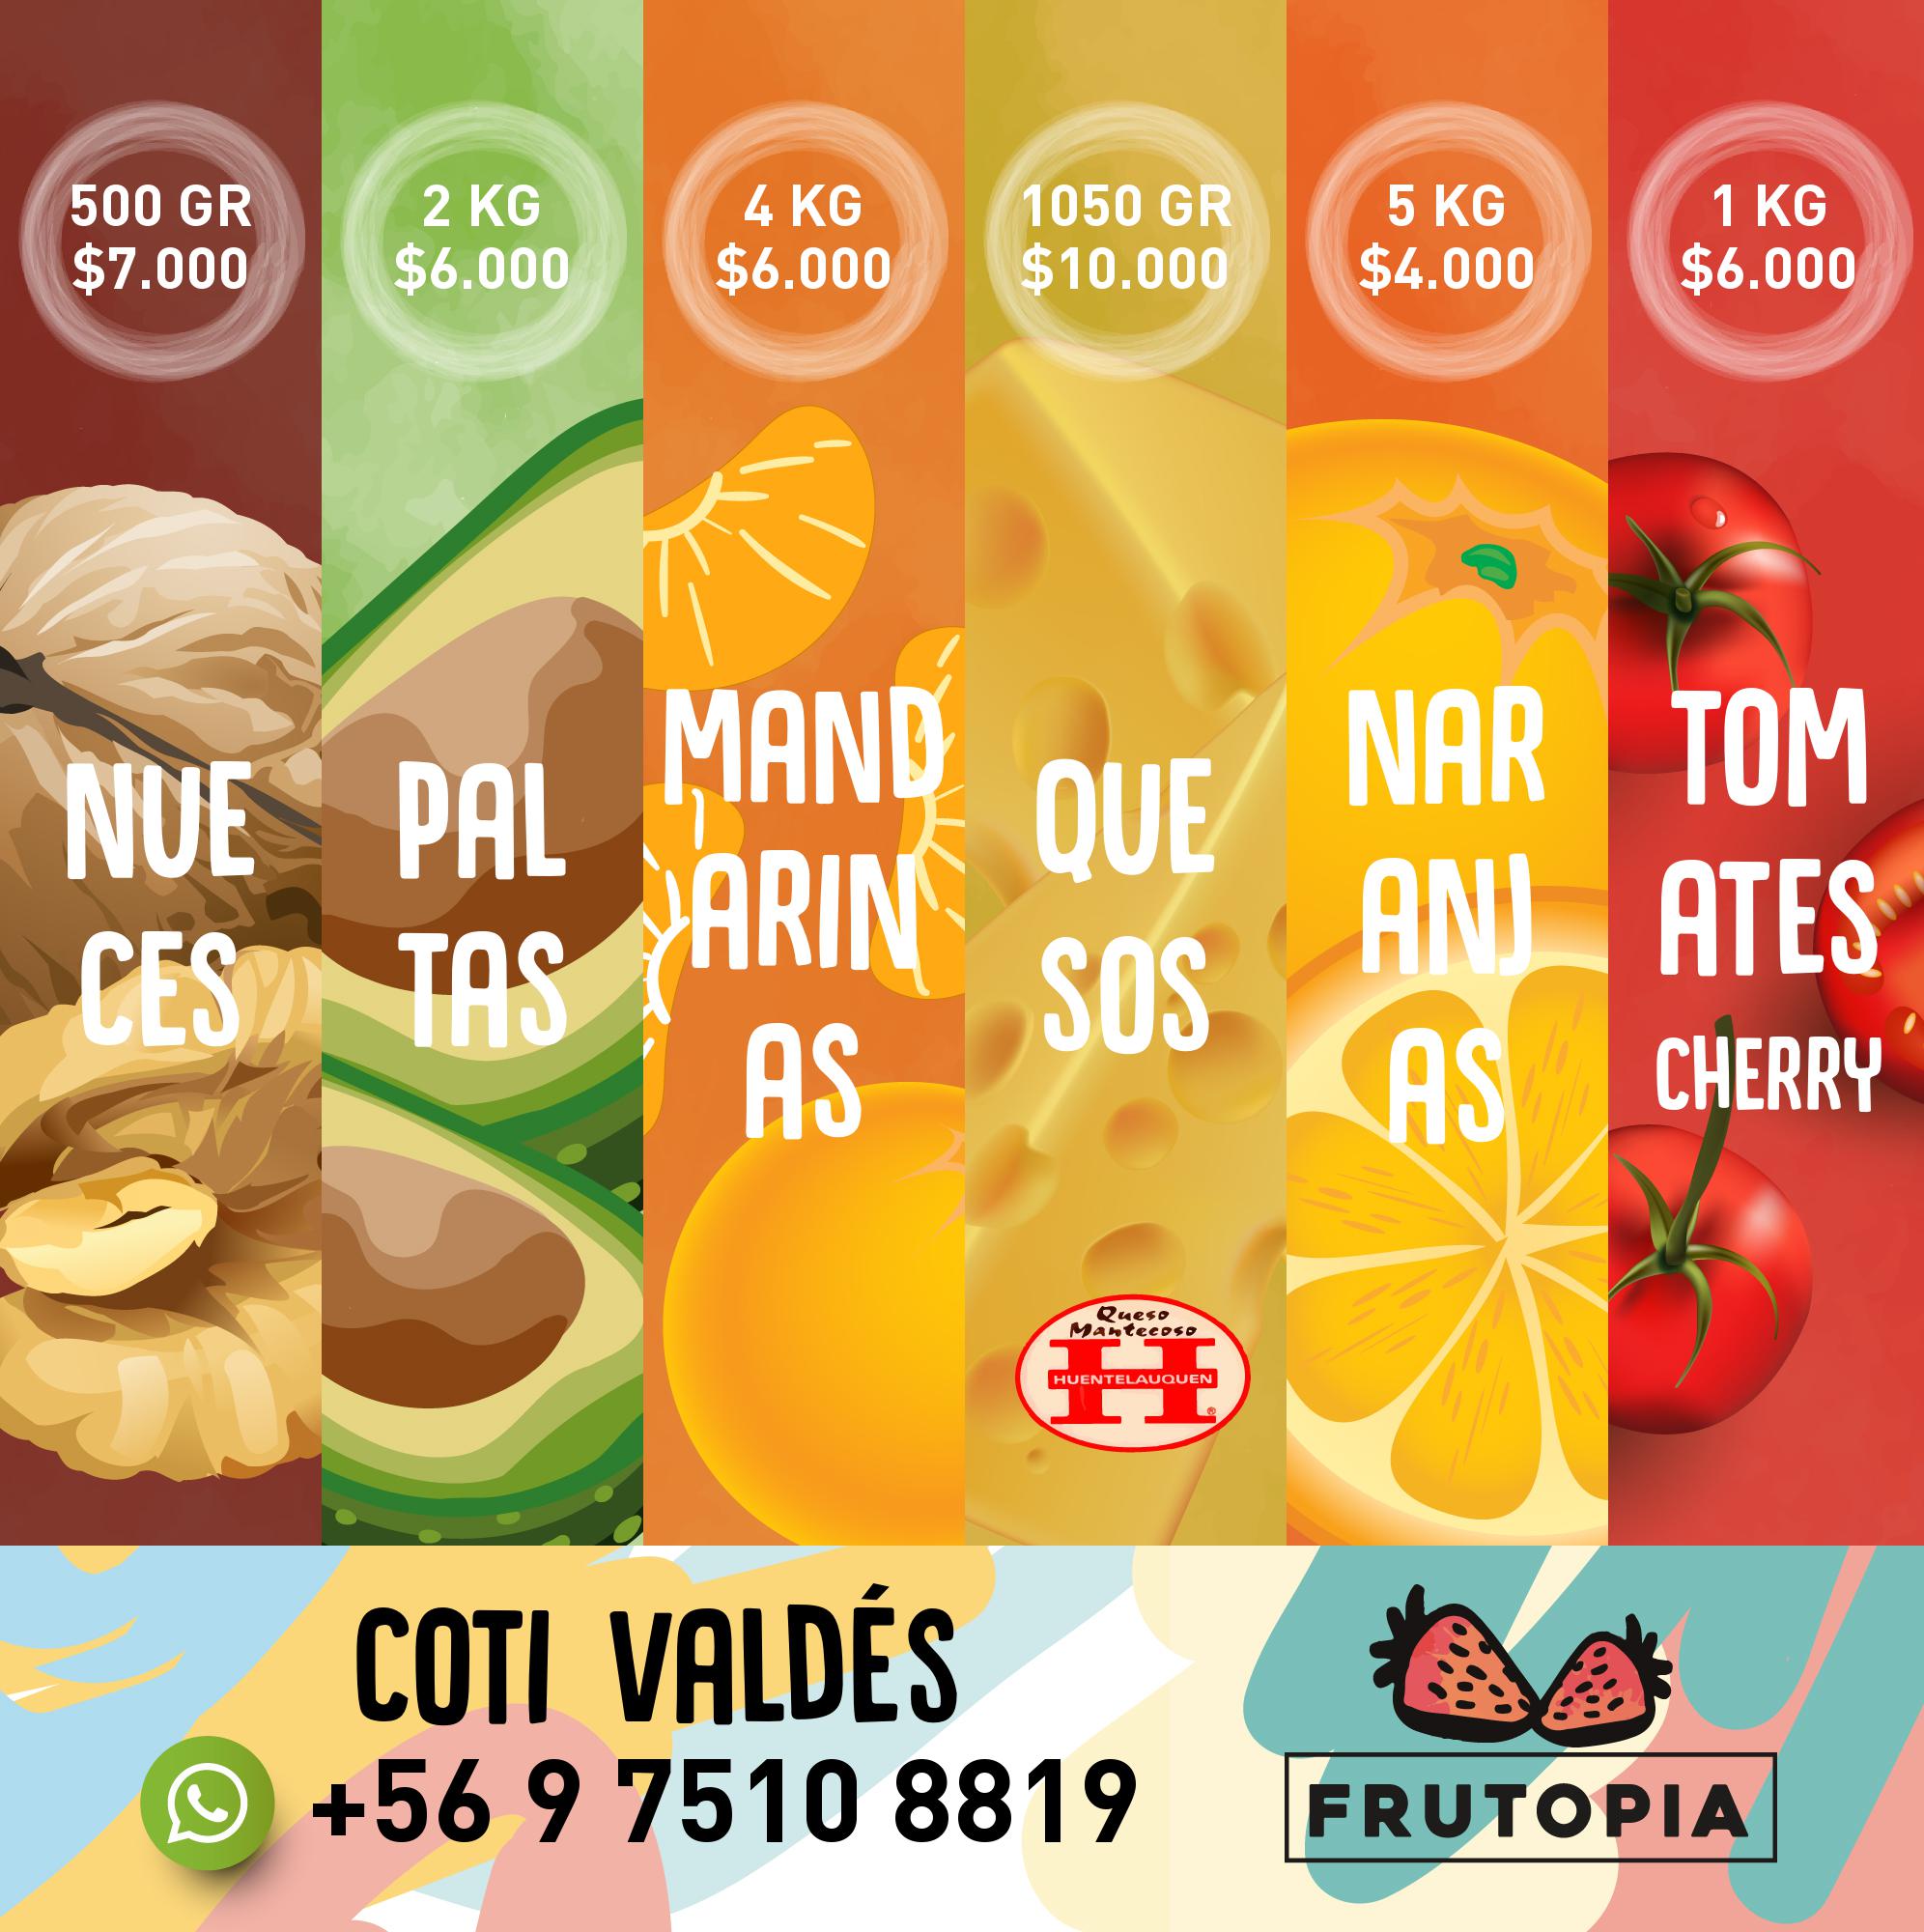 500 GR
$7.000
NUE
CES
2 KG
$6.000
PAL
TAS
4 KG
$6.000
MAND
ARIN
AS
1050 GR
$10.000
QUE
SOS
Queso
Mantecoso
H
HUENTELAUQUEN
®
5 KG
$4.000
NAR
ANJ
AS
1 KG
$6.000
TOM
ATES
CHERRY
COTI VALDÉS
+56 9 7510 8819
FRUTOPIA